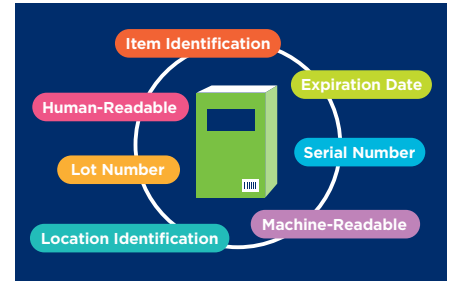 Item Identification
Expiration Date
Human-Readable
Serial Number
Lot Number
Machine-Readable
Location Identification